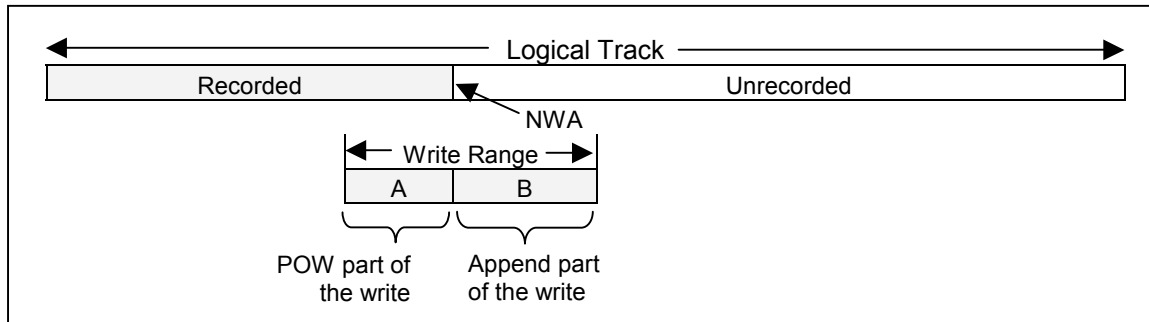 Logical Track
Recorded
Unrecorded
NWA
Write Range
A
B
POW part of
the write
Append part
of the write